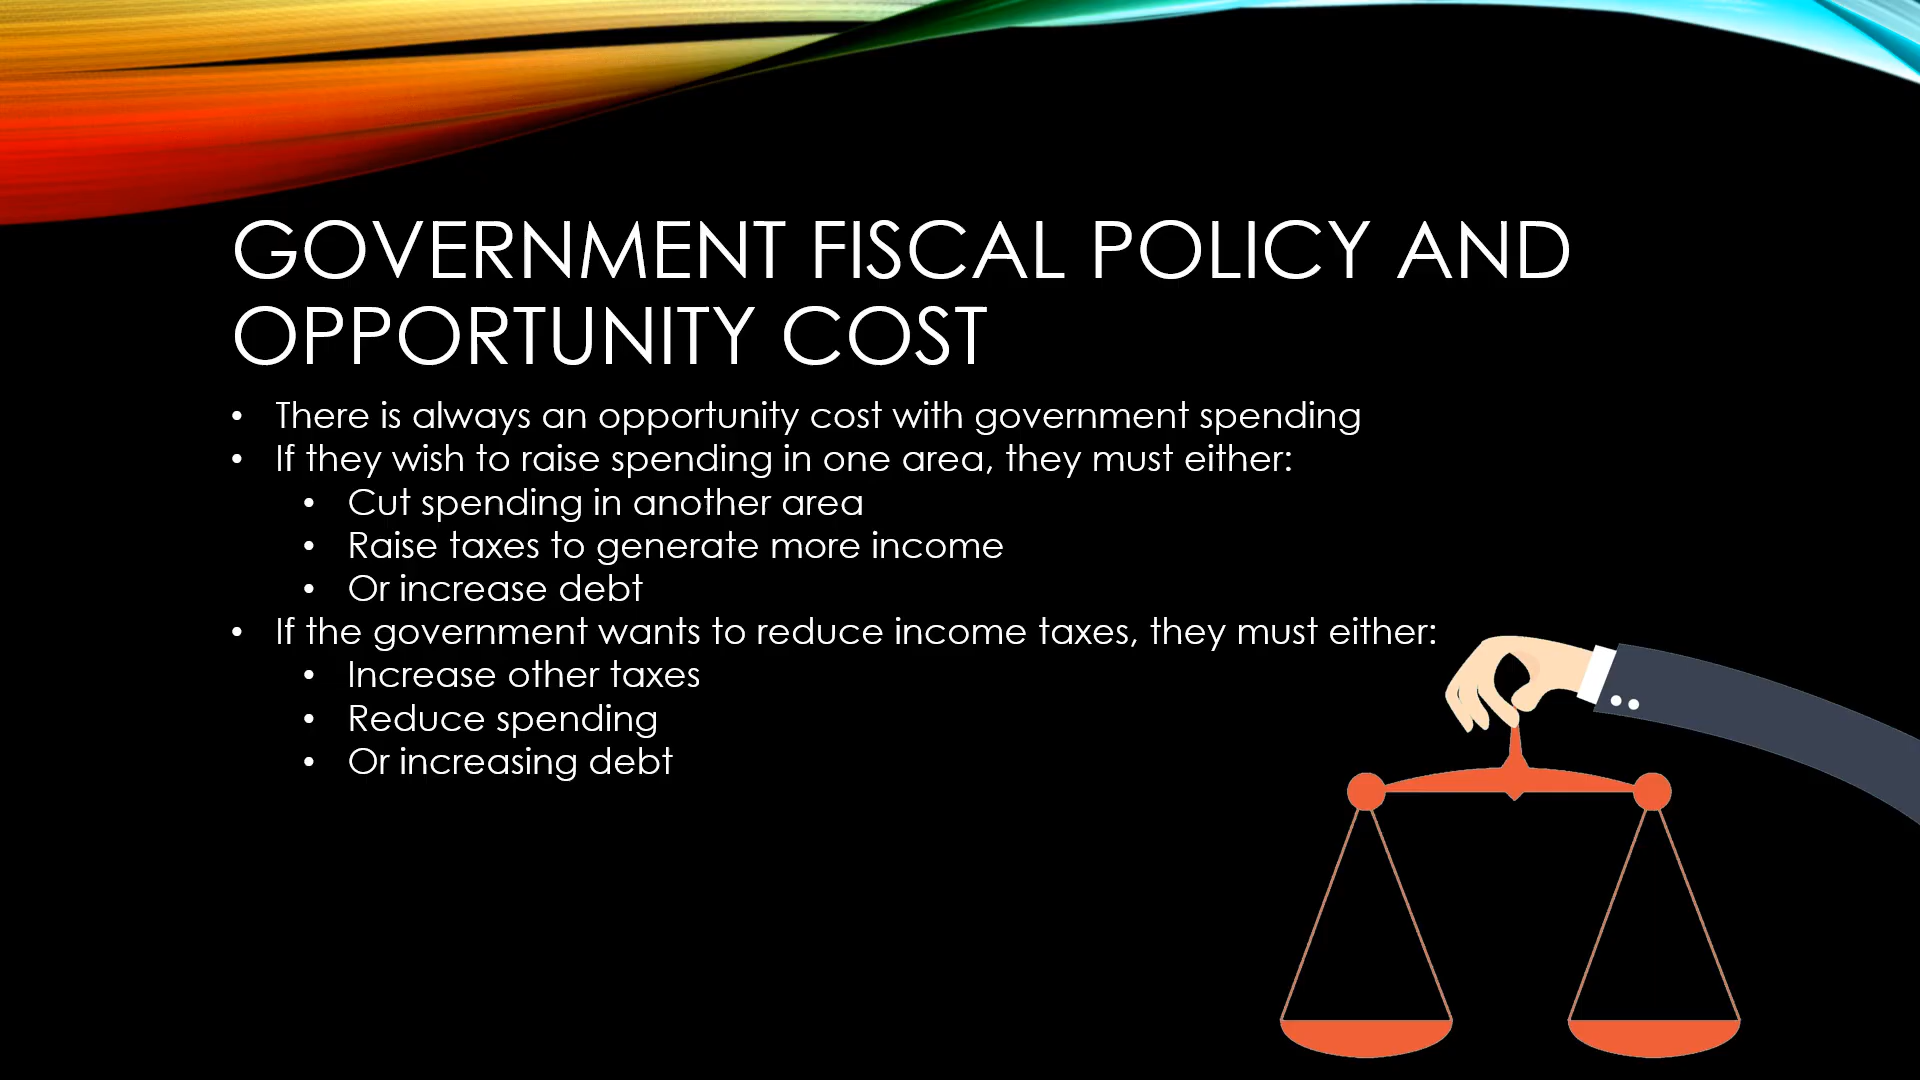 GOVERNMENT FISCAL POLICY AND
OPPORTUNITY COST
• There is always an opportunity cost with government spending
• If they wish to raise spending in one area, they must either:
• Cut spending in another area
• Raise taxes to generate more income
• Or increase debt
• If the government wants to reduce income taxes, they must either:
• Increase other taxes
• Reduce spending
• Or increasing debt